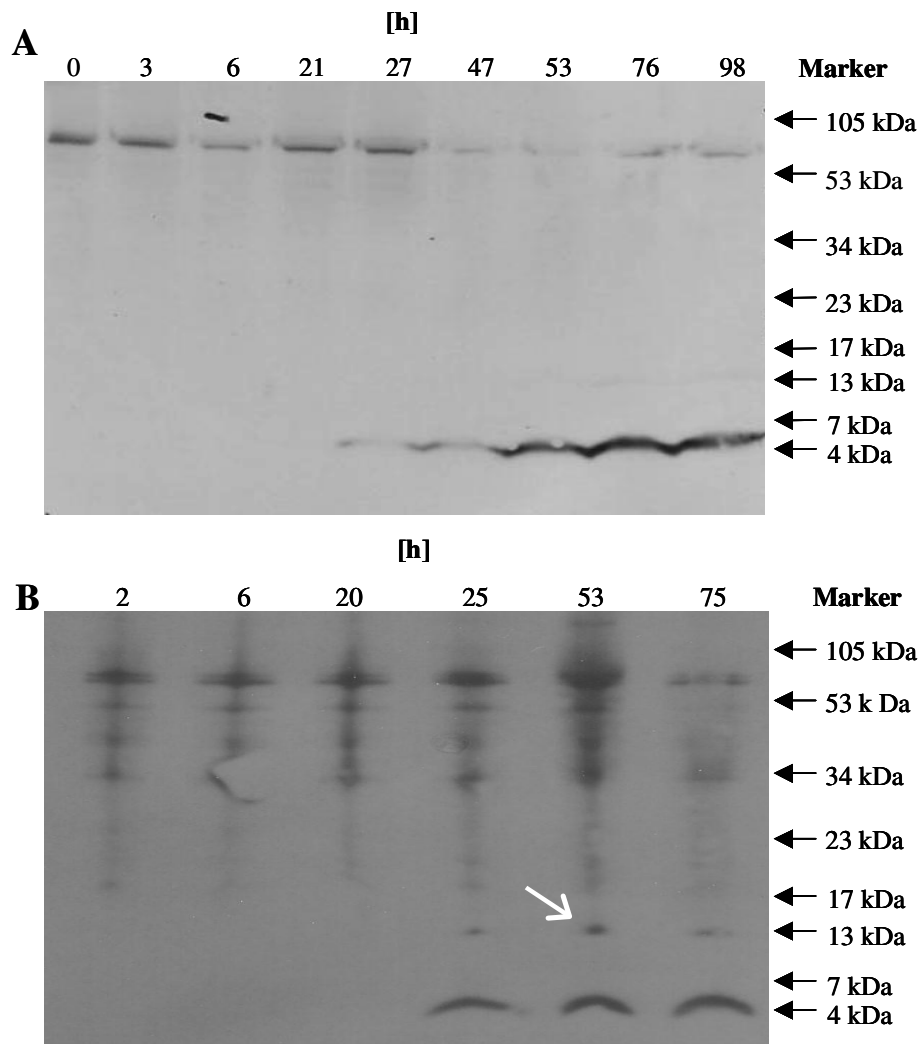 [h]
A
0 3 6 21 27 47 53 76 98 Marker
105 kDa
53 kDa
34 kDa
23 kDa
17 kDa
13 kDa
7 kDa
4 kDa
[h]
B 2 6 20 25 53 75 Marker
105 kDa
53 k Da
34 kDa
23 kDa
17 kDa
13 kDa
7 kDa
4 kDa